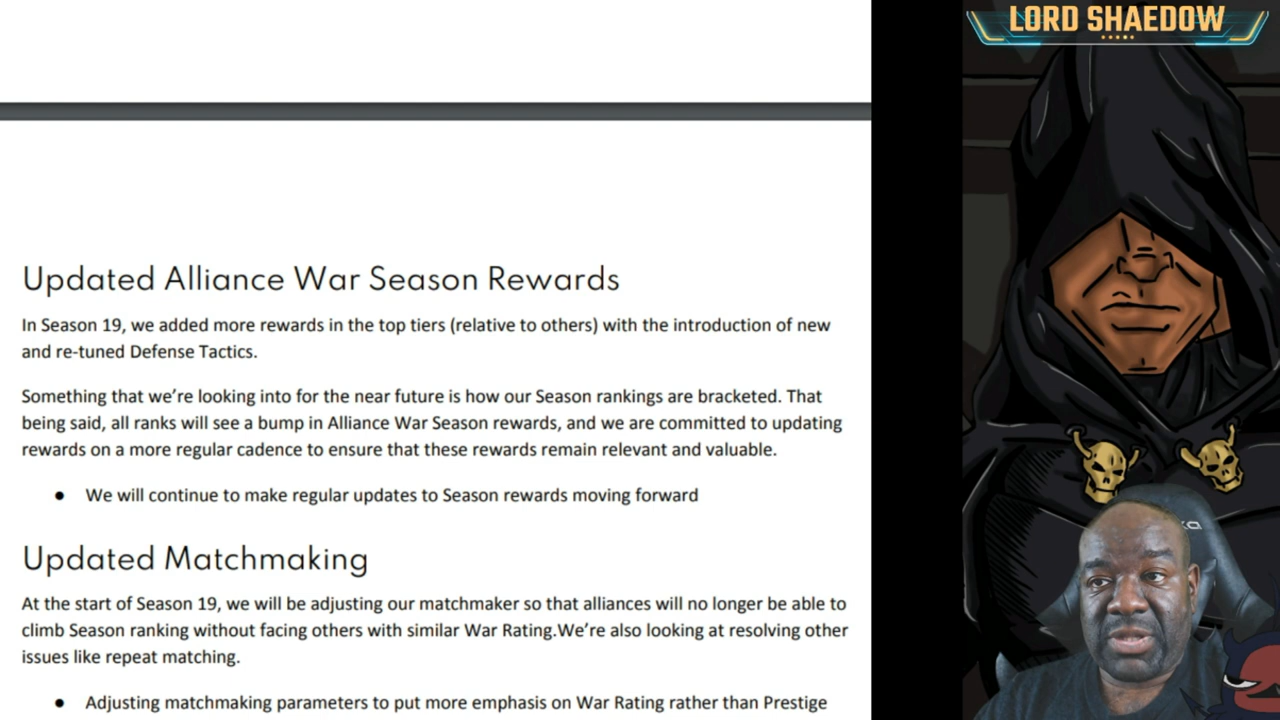 LORD SHAEDOW
Updated Alliance War Season Rewards
In Season 19, we added more rewards in the top tiers (relative to others) with the introduction of new
and re-tuned Defense Tactics.
Something that we’re looking into for the near future is how our Season rankings are bracketed. That
being said, all ranks will see a bump in Alliance War Season rewards, and we are committed to updating
rewards on a more regular cadence to ensure that these rewards remain relevant and valuable.
● We will continue to make regular updates to Season rewards moving forward
Updated Matchmaking
At the start of Season 19, we will be adjusting our matchmaker so that alliances will no longer be able to
climb Season ranking without facing others with similar War Rating.We’re also looking at resolving other
issues like repeat matching.
● Adjusting matchmaking parameters to put more emphasis on War Rating rather than Prestige